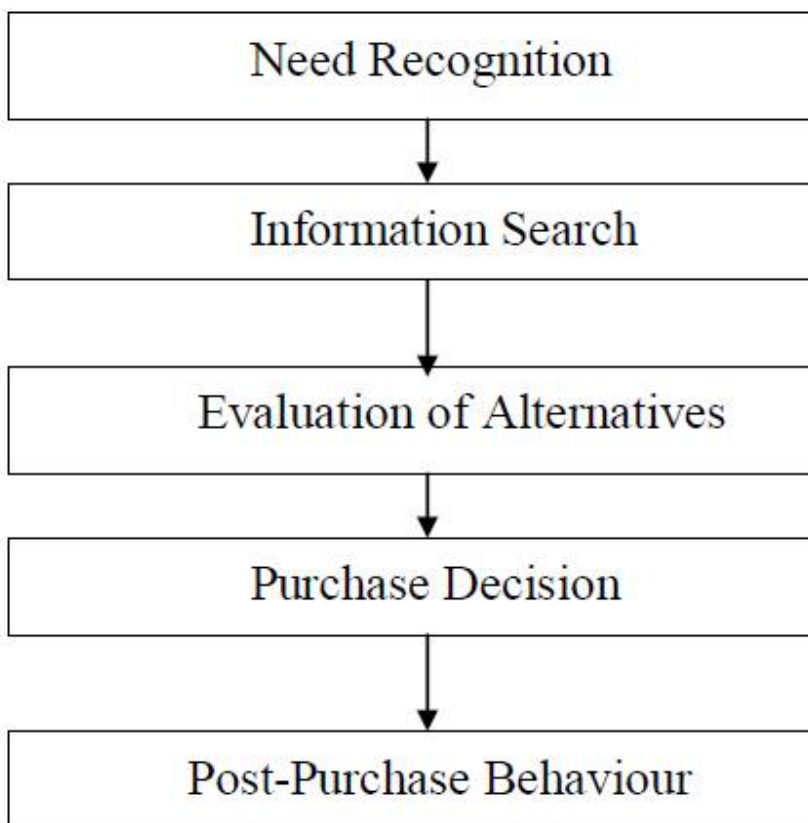 Need Recognition
Information Search
Evaluation of Alternatives
Purchase Decision
Post-Purchase Behaviour